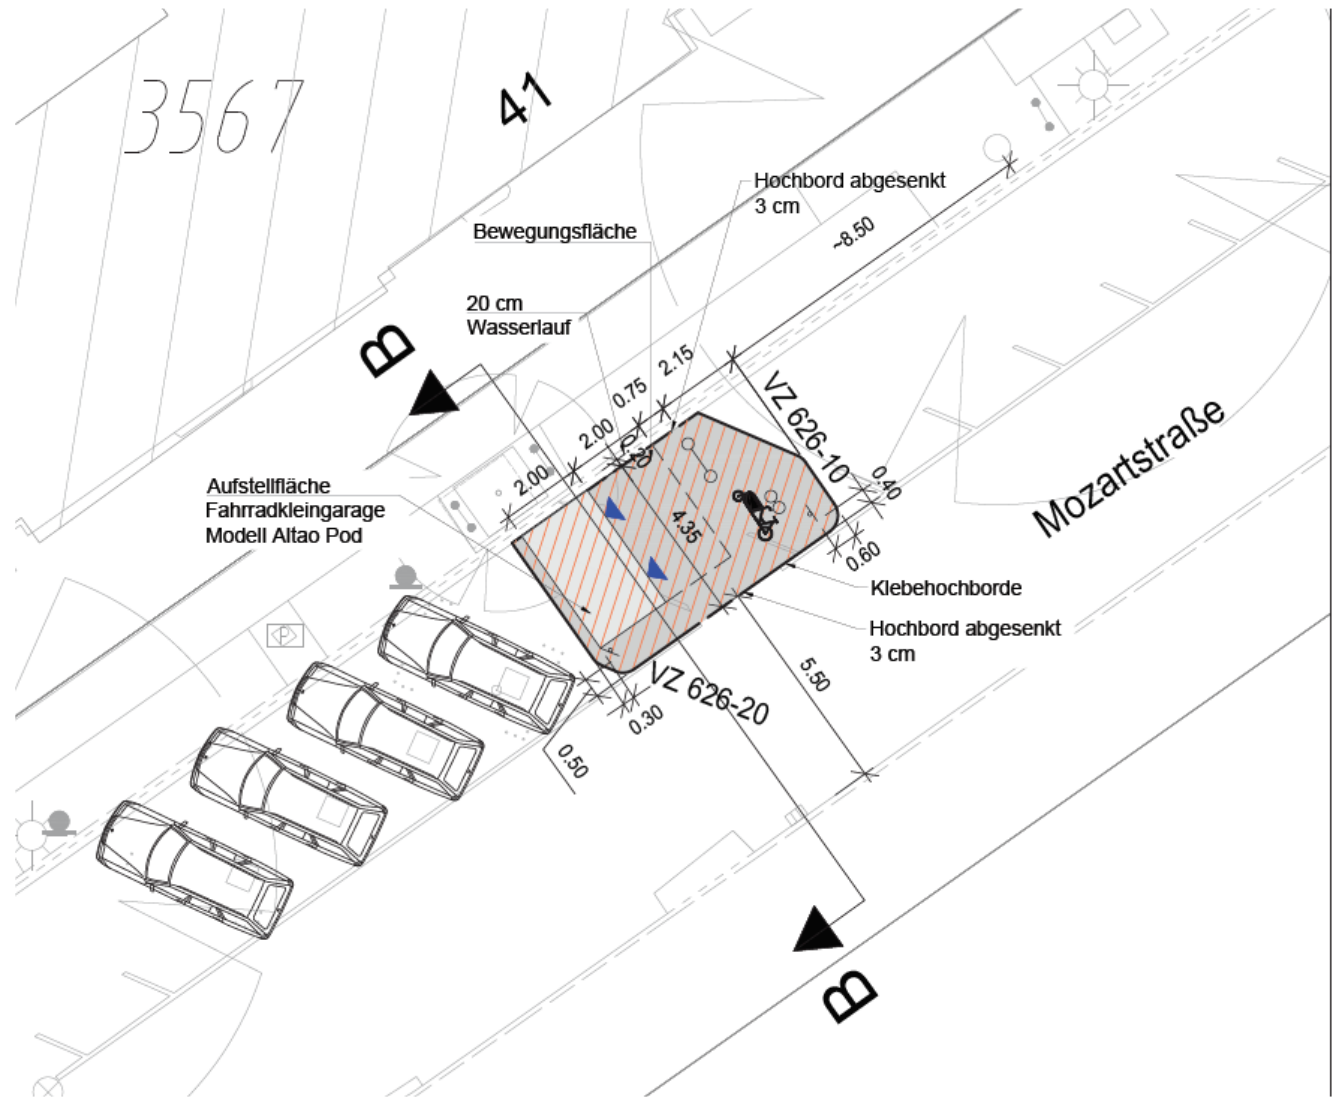 3567
41
Hochbord abgesenkt
3 cm
Bewegungsfläche
~8.50
20 cm
Wasserlauf
B
2.15
0.75
2.00
0.20
2.00
VZ 626-10
Mozartstraße
Aufstellfläche
Fahrradkleingarage
Modell Altao Pod
4.35
0.40
0.60
Klebehochborde
Hochbord abgesenkt
3 cm
P
5.50
VZ 626-20
0.30
0.50
B